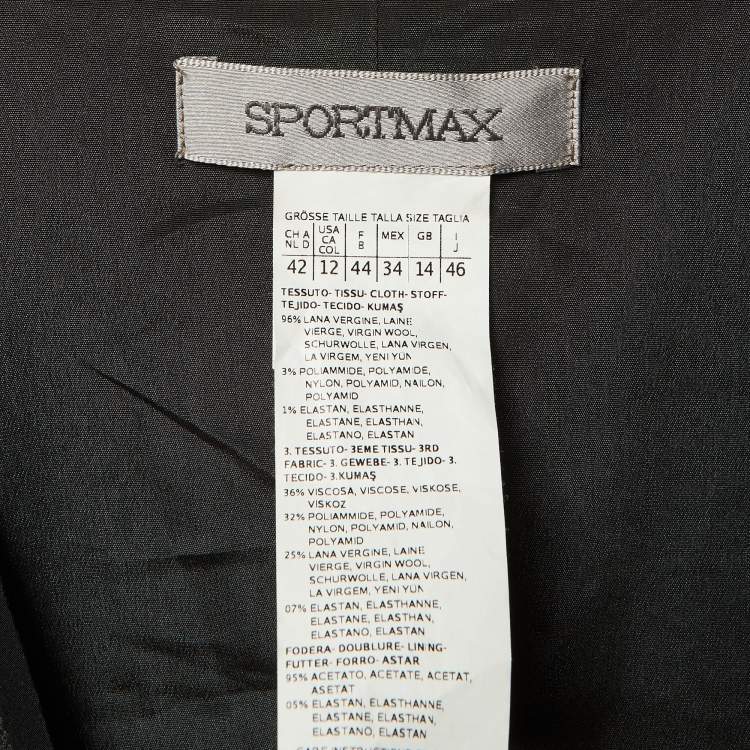 SPORTMAX
GRÖSSE TAILLE TALLA SIZE TAGLIA
CH A NL D USA CA COL F B MEX GB I J
42 12 44 34 14 46
TESSUTO- TISSU- CLOTH- STOFF-
TEJIDO- TECIDO- KUMAŞ
96% LANA VERGINE, LAINE
VIERGE, VIRGIN WOOL,
SCHURWOLLE, LANA VIRGEN,
LA VIRGEM, YENI YÜN
3% POLIAMMIDE, POLYAMIDE,
NYLON, POLYAMID, NAILON,
POLYAMID
1% ELASTAN, ELASTHANNE,
ELASTANE, ELASTHAN,
ELASTANO, ELASTAN
3. TESSUTO- 3EME TISSU- 3RD
FABRIC- 3. GEWEBE- 3. TEJIDO- 3.
TECIDO- 3.KUMAŞ
36% VISCOSA, VISCOSE, VISKOSE,
VİSKOZ
32% POLIAMMIDE, POLYAMIDE,
NYLON, POLYAMID, NAILON,
POLYAMID
25% LANA VERGINE, LAINE
VIERGE, VIRGIN WOOL,
SCHURWOLLE, LANA VIRGEN,
LA VIRGEM, YENI YÜN
07% ELASTAN, ELASTHANNE,
ELASTANE, ELASTHAN,
ELASTANO, ELASTAN
FODERA- DOUBLURE- LINING-
FUTTER- FORRO- ASTAR
95% ACETATO, ACETATE, ACETAT,
ASETAT
05% ELASTAN, ELASTHANNE,
ELASTANE, ELASTHAN,
ELASTANO, ELASTAN